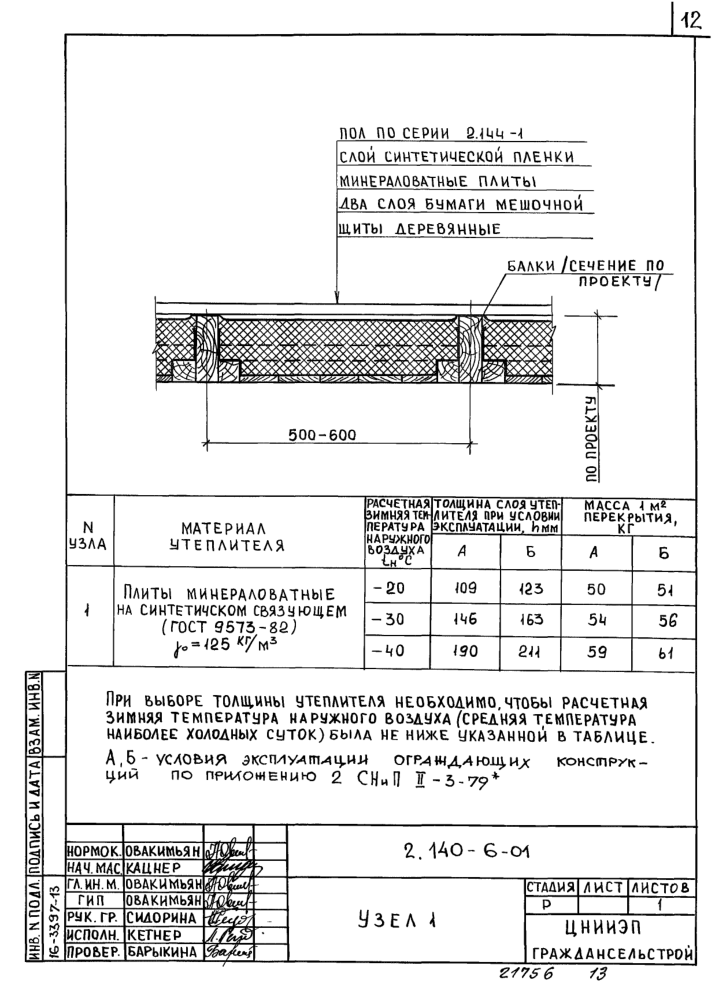 12
ПОЛ ПО СЕРИИ 2.144-1
СЛОЙ СИНТЕТИЧЕСКОЙ ПЛЕНКИ
МИНЕРАЛОВАТНЫЕ ПЛИТЫ
ДВА СЛОЯ БУМАГИ МЕШОЧНОЙ
ЩИТЫ ДЕРЕВЯННЫЕ
БАЛКИ /СЕЧЕНИЕ ПО
ПРОЕКТУ/
500-600
ПО ПРОЕКТУ
N УЗЛА
МАТЕРИАЛ УТЕПЛИТЕЛЯ
РАСЧЕТНАЯ ЗИМНЯЯ ТЕМПЕРАТУРА НАРУЖНОГО ВОЗДУХА tн°С
ТОЛЩИНА СЛОЯ УТЕП-
ЛИТЕЛЯ ПРИ УСЛОВИИ
ЭКСПЛУАТАЦИИ, h мм
МАССА 1 М²
ПЕРЕКРЫТИЯ,
КГ
А Б А Б
1
ПЛИТЫ МИНЕРАЛОВАТНЫЕ
НА СИНТЕТИЧСКОМ СВЯЗУЮЩЕМ
(ГОСТ 9573-82)
γо=125 КГ/М³
-20 109 123 50 51
-30 146 163 54 56
-40 190 211 59 61
ПРИ ВЫБОРЕ ТОЛЩИНЫ УТЕПЛИТЕЛЯ НЕОБХОДИМО, ЧТОБЫ РАСЧЕТНАЯ
ЗИМНЯЯ ТЕМПЕРАТУРА НАРУЖНОГО ВОЗДУХА (СРЕДНЯЯ ТЕМПЕРАТУРА
НАИБОЛЕЕ ХОЛОДНЫХ СУТОК) БЫЛА НЕ НИЖЕ УКАЗАННОЙ В ТАБЛИЦЕ.
А,Б - УСЛОВИЯ ЭКСПЛУАТАЦИИ ОГРАЖДАЮЩИХ КОНСТРУК-
ЦИЙ ПО ПРИЛОЖЕНИЮ 2 СНиП II-3-79*
ИНВ. N ПОДЛ. ПОДПИСЬ И ДАТА ВЗАМ. ИНВ. N
16-3397-13
НОРМОК. ОВАКИМЬЯН
НАЧ. МАС. КАЦНЕР
ГЛ. ИН. М. ОВАКИМЬЯН
ГИП ОВАКИМЬЯН
РУК. ГР. СИДОРИНА
ИСПОЛН. КЕТНЕР
ПРОВЕР. БАРЫКИНА
2.140-6-01
УЗЕЛ 1
СТАДИЯ ЛИСТ ЛИСТОВ
Р 1
ЦНИИЭП
ГРАЖДАНСЕЛЬСТРОЙ
21756 13